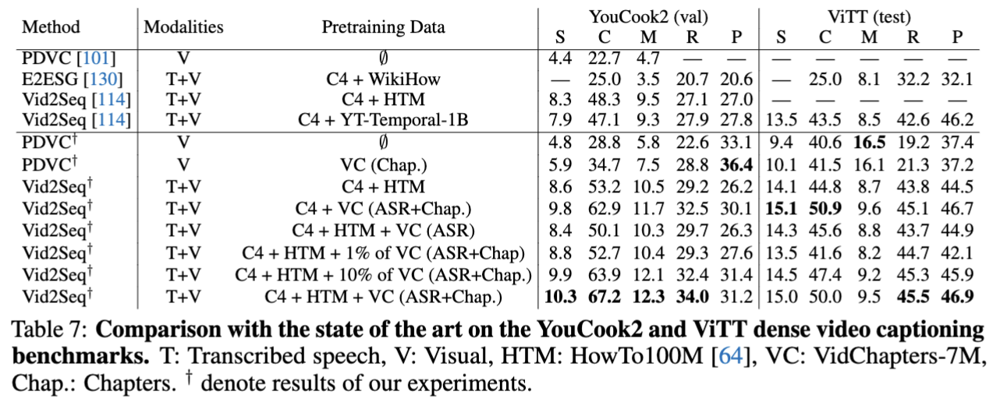 YouCook2 (val) ViTT (test)
Method Modalities Pretraining Data S C M R P S C M R P
PDVC [101] V ∅ 4.4 22.7 4.7 — — — — — — —
E2ESG [130] T+V C4 + WikiHow — 25.0 3.5 20.7 20.6 — 25.0 8.1 32.2 32.1
Vid2Seq [114] T+V C4 + HTM 8.3 48.3 9.5 27.1 27.0 — — — — —
Vid2Seq [114] T+V C4 + YT-Temporal-1B 7.9 47.1 9.3 27.9 27.8 13.5 43.5 8.5 42.6 46.2
PDVC† V ∅ 4.8 28.8 5.8 22.6 33.1 9.4 40.6 16.5 19.2 37.4
PDVC† V VC (Chap.) 5.9 34.7 7.5 28.8 36.4 10.1 41.5 16.1 21.3 37.2
Vid2Seq† T+V C4 + HTM 8.6 53.2 10.5 29.2 26.2 14.1 44.8 8.7 43.8 44.5
Vid2Seq† T+V C4 + VC (ASR+Chap.) 9.8 62.9 11.7 32.5 30.1 15.1 50.9 9.6 45.1 46.7
Vid2Seq† T+V C4 + HTM + VC (ASR) 8.4 50.1 10.3 29.7 26.3 14.3 45.6 8.8 43.7 44.9
Vid2Seq† T+V C4 + HTM + 1% of VC (ASR+Chap) 8.8 52.7 10.4 29.3 27.6 13.5 41.6 8.2 44.7 42.1
Vid2Seq† T+V C4 + HTM + 10% of VC (ASR+Chap.) 9.9 63.9 12.1 32.4 31.4 14.5 47.4 9.2 45.3 45.9
Vid2Seq† T+V C4 + HTM + VC (ASR+Chap.) 10.3 67.2 12.3 34.0 31.2 15.0 50.0 9.5 45.5 46.9
Table 7: Comparison with the state of the art on the YouCook2 and ViTT dense video captioning
benchmarks. T: Transcribed speech, V: Visual, HTM: HowTo100M [64], VC: VidChapters-7M,
Chap.: Chapters. † denote results of our experiments.